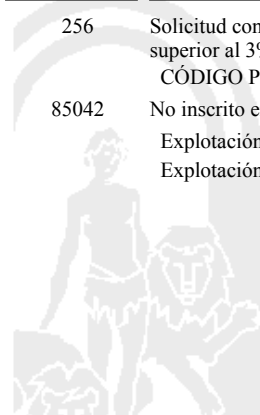 256 Solicitud con
superior al 3%
CÓDIGO P
85042 No inscrito e
Explotación
Explotación